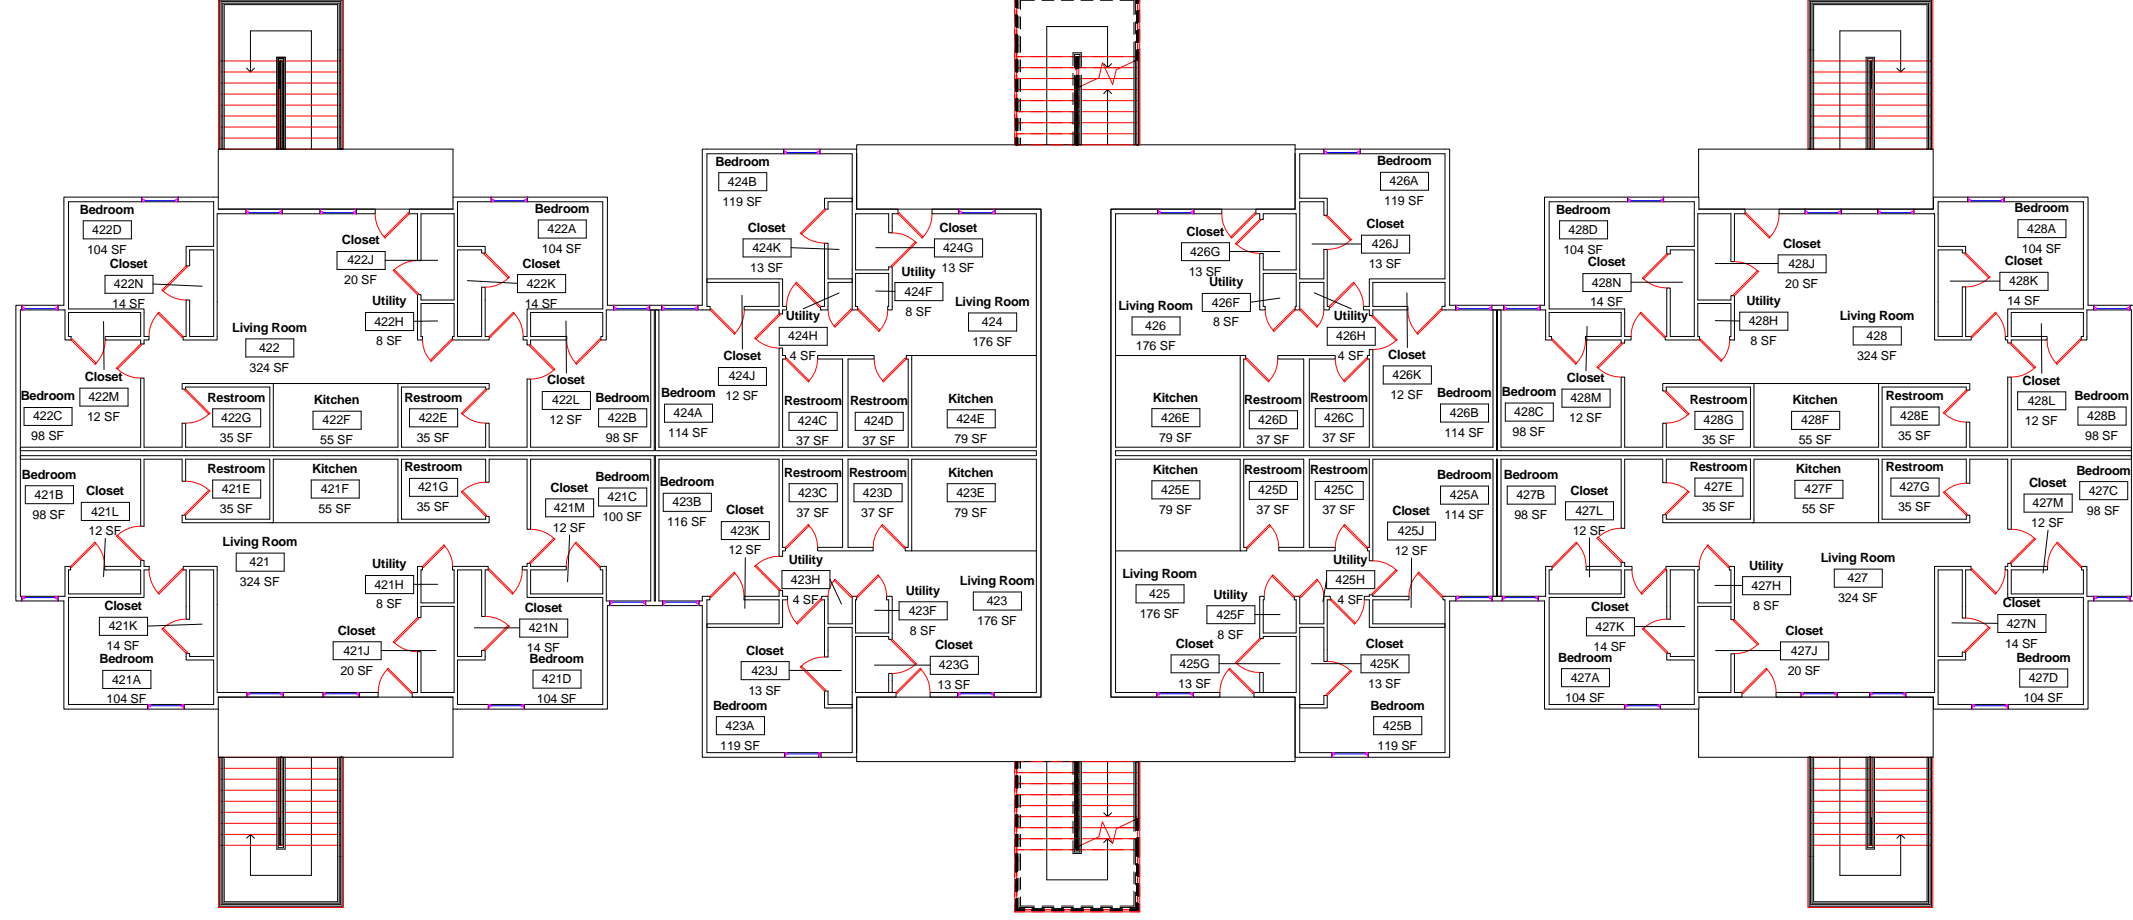 Bedroom
422D
104 SF
Closet
422N
14 SF
Closet
422J
20 SF
Utility
422H
8 SF
Bedroom
422A
104 SF
Closet
422K
14 SF
Living Room
422
324 SF
Closet
422M
12 SF
Bedroom
422C
98 SF
Restroom
422G
35 SF
Kitchen
422F
55 SF
Restroom
422E
35 SF
Closet
422L
12 SF
Bedroom
422B
98 SF
Bedroom
424B
119 SF
Closet
424K
13 SF
Closet
424G
13 SF
Utility
424F
8 SF
Living Room
424
176 SF
Utility
424H
4 SF
Closet
424J
12 SF
Bedroom
424A
114 SF
Restroom
424C
37 SF
Restroom
424D
37 SF
Kitchen
424E
79 SF
Bedroom
426A
119 SF
Closet
426G
13 SF
Closet
426J
13 SF
Utility
426F
8 SF
Living Room
426
176 SF
Utility
426H
4 SF
Closet
426K
12 SF
Kitchen
426E
79 SF
Restroom
426D
37 SF
Restroom
426C
37 SF
Bedroom
426B
114 SF
Bedroom
428D
104 SF
Closet
428N
14 SF
Closet
428J
20 SF
Utility
428H
8 SF
Living Room
428
324 SF
Bedroom
428A
104 SF
Closet
428K
14 SF
Closet
428M
12 SF
Bedroom
428C
98 SF
Restroom
428G
35 SF
Kitchen
428F
55 SF
Restroom
428E
35 SF
Closet
428L
12 SF
Bedroom
428B
98 SF
Bedroom
421B
98 SF
Closet
421L
12 SF
Restroom
421E
35 SF
Kitchen
421F
55 SF
Restroom
421G
35 SF
Closet
421M
12 SF
Bedroom
421C
100 SF
Living Room
421
324 SF
Utility
421H
8 SF
Closet
421K
14 SF
Bedroom
421A
104 SF
Closet
421J
20 SF
Closet
421N
14 SF
Bedroom
421D
104 SF
Bedroom
423B
116 SF
Closet
423K
12 SF
Restroom
423C
37 SF
Restroom
423D
37 SF
Kitchen
423E
79 SF
Utility
423H
4 SF
Utility
423F
8 SF
Living Room
423
176 SF
Closet
423J
13 SF
Closet
423G
13 SF
Bedroom
423A
119 SF
Kitchen
425E
79 SF
Restroom
425D
37 SF
Restroom
425C
37 SF
Bedroom
425A
114 SF
Closet
425J
12 SF
Living Room
425
176 SF
Utility
425H
4 SF
Utility
425F
8 SF
Closet
425G
13 SF
Closet
425K
13 SF
Bedroom
425B
119 SF
Bedroom
427B
98 SF
Closet
427L
12 SF
Restroom
427E
35 SF
Kitchen
427F
55 SF
Restroom
427G
35 SF
Closet
427M
12 SF
Bedroom
427C
98 SF
Utility
427H
8 SF
Living Room
427
324 SF
Closet
427K
14 SF
Bedroom
427A
104 SF
Closet
427J
20 SF
Closet
427N
14 SF
Bedroom
427D
104 SF